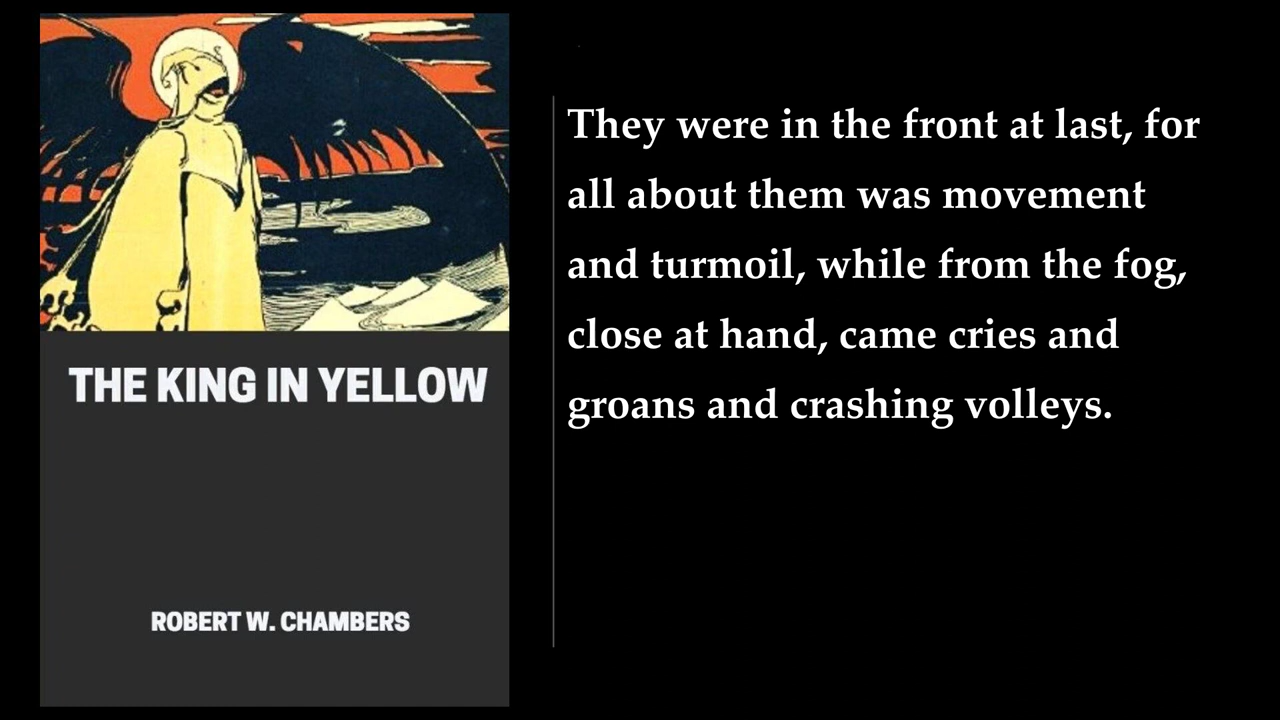 THE KING IN YELLOW
ROBERT W. CHAMBERS
They were in the front at last, for
all about them was movement
and turmoil, while from the fog,
close at hand, came cries and
groans and crashing volleys.